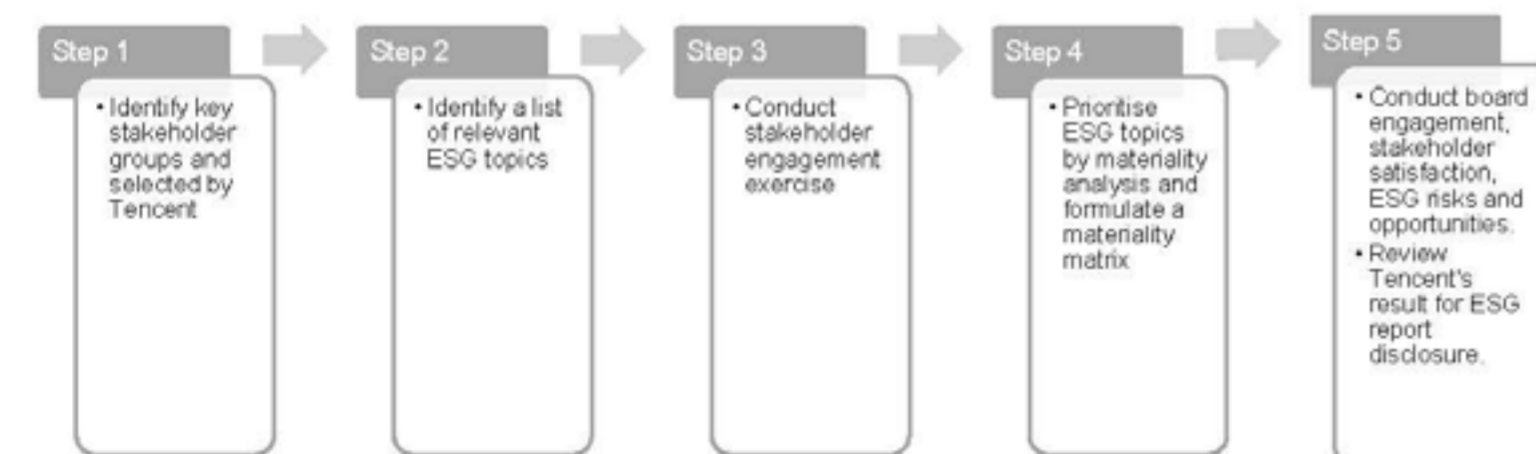 Step 1
• Identify key
stakeholder
groups and
selected by
Tencent
Step 2
• Identify a list
of relevant
ESG topics
Step 3
• Conduct
stakeholder
engagement
exercise
Step 4
• Prioritise
ESG topics
by materiality
analysis and
formulate a
materiality
matrix
Step 5
• Conduct board
engagement,
stakeholder
satisfaction,
ESG risks and
opportunities.
• Review
Tencent's
result for ESG
report
disclosure.